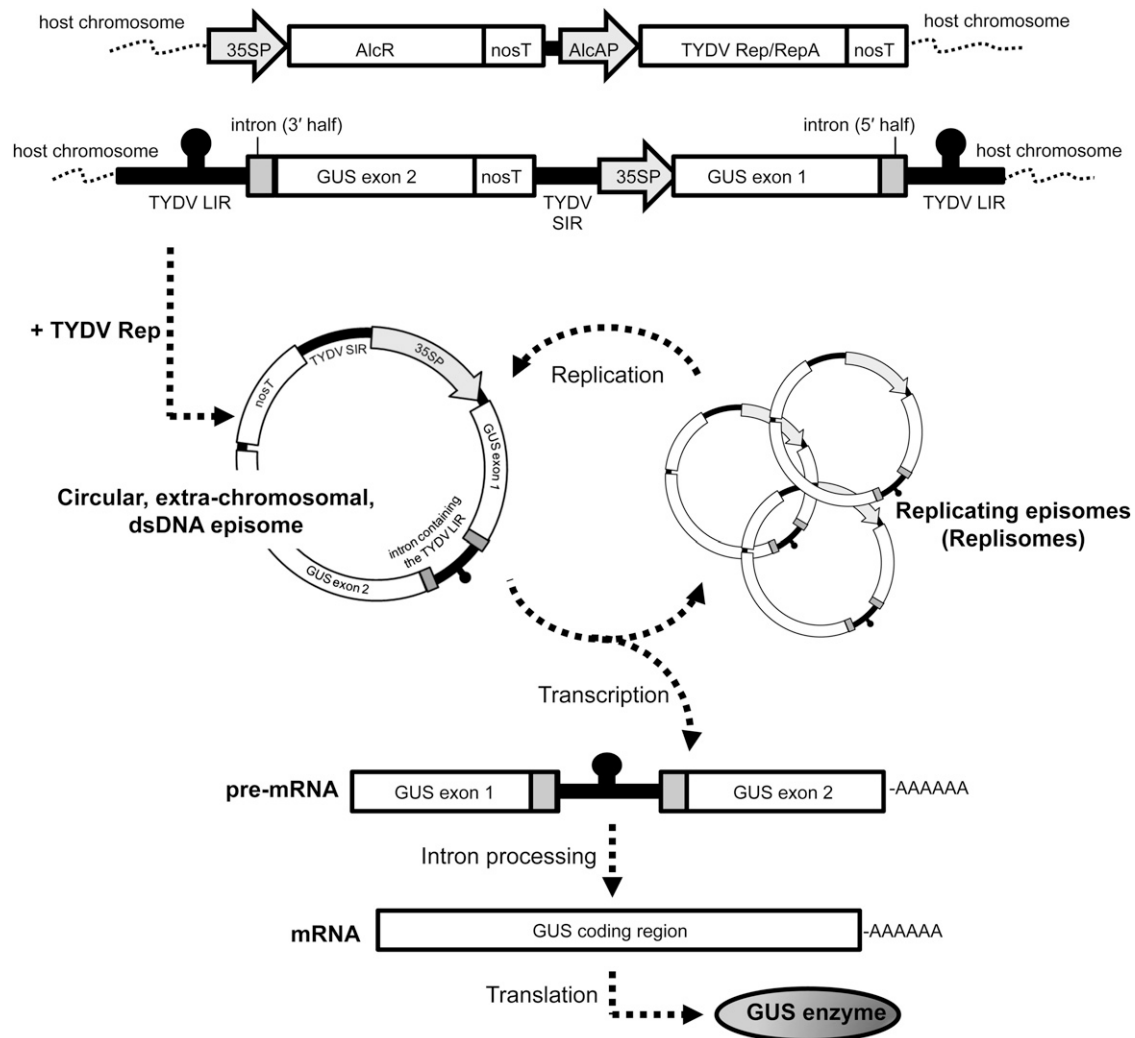 host chromosome
35SP
AlcR
nosT
AlcAP
TYDV Rep/RepA
nosT
host chromosome
host chromosome
intron (3′ half)
intron (5′ half)
host chromosome
GUS exon 2
nosT
35SP
GUS exon 1
TYDV LIR
TYDV
SIR
TYDV LIR
+ TYDV Rep
nosT
TYDV SIR
35SP
GUS exon 1
intron containing
the TYDV LIR
GUS exon 2
Circular, extra-chromosomal,
dsDNA episome
Replication
Replicating episomes
(Replisomes)
Transcription
pre-mRNA
GUS exon 1
GUS exon 2
-AAAAAA
Intron processing
mRNA
GUS coding region
-AAAAAA
Translation
GUS enzyme